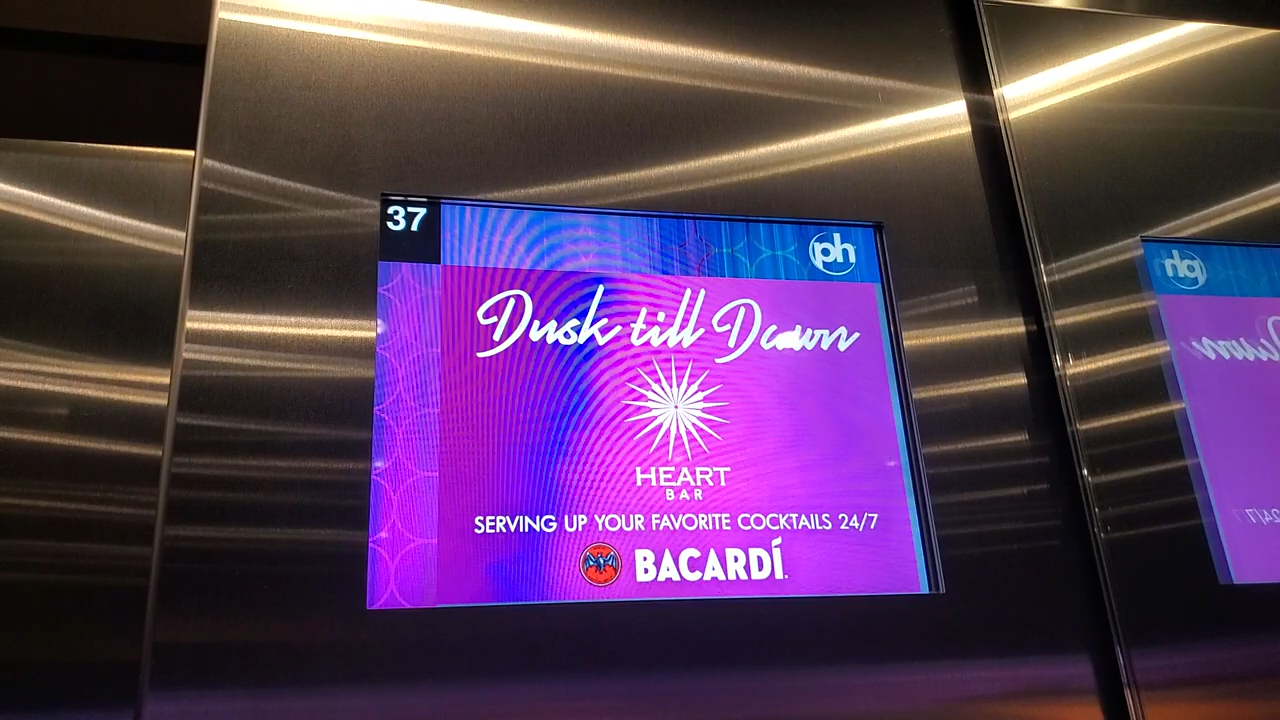 37
ph
Dusk till Dawn
HEART
BAR
SERVING UP YOUR FAVORITE COCKTAILS 24/7
BACARDÍ.